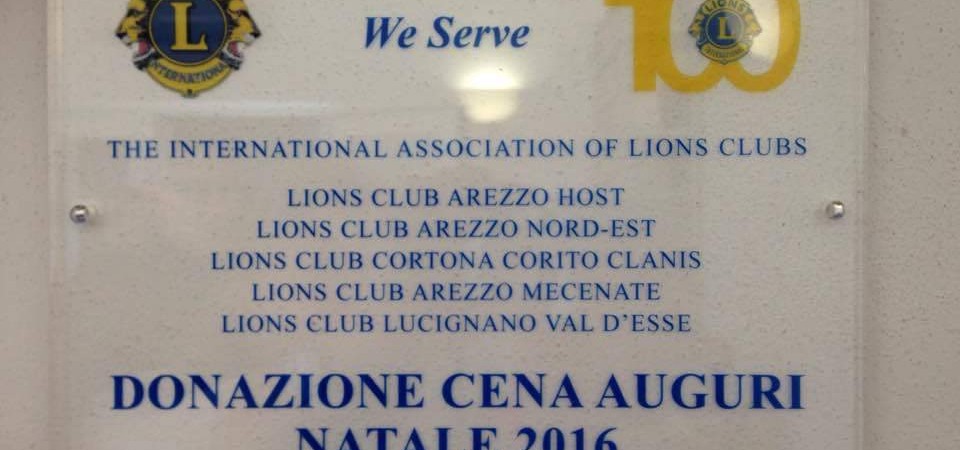 L
INTERNATIONAL
We Serve
100
LIONS
L
INTERNATIONAL
THE INTERNATIONAL ASSOCIATION OF LIONS CLUBS
LIONS CLUB AREZZO HOST
LIONS CLUB AREZZO NORD-EST
LIONS CLUB CORTONA CORITO CLANIS
LIONS CLUB AREZZO MECENATE
LIONS CLUB LUCIGNANO VAL D'ESSE
DONAZIONE CENA AUGURI
NATALE 2016